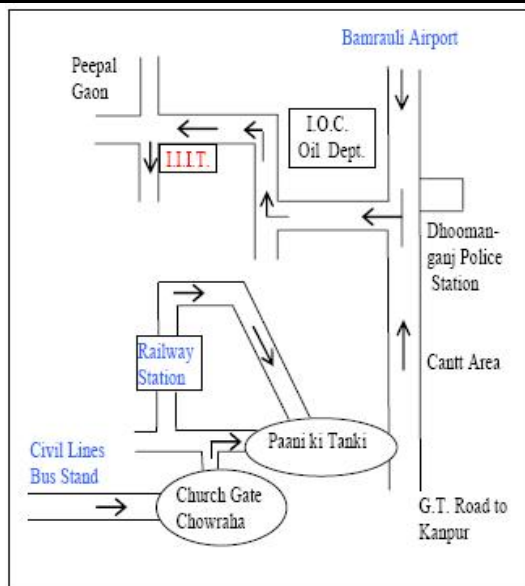 Bamrauli Airport
Peepal
Gaon
I.O.C.
Oil Dept.
I.I.I.T.
Dhooman-
ganj Police
Station
Railway
Station
Cantt Area
Paani ki Tanki
Civil Lines
Bus Stand
Church Gate
Chowraha
G.T. Road to
Kanpur